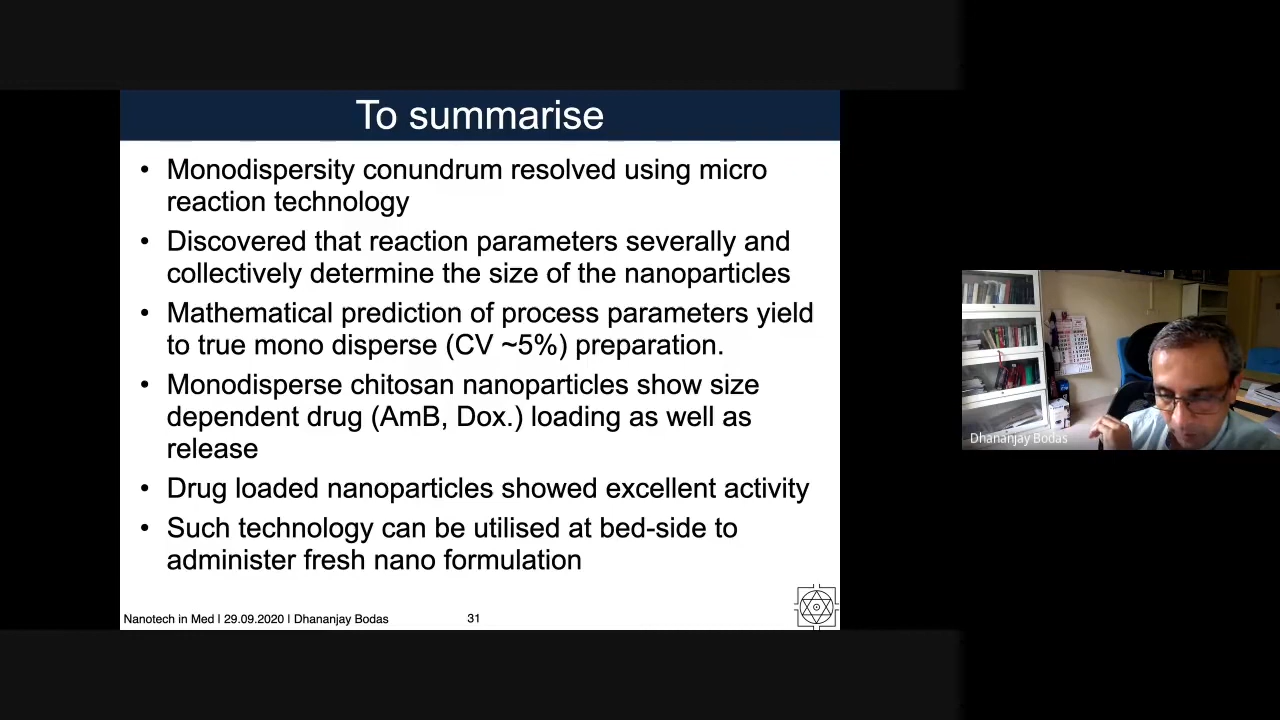 To summarise
• Monodispersity conundrum resolved using micro
reaction technology
• Discovered that reaction parameters severally and
collectively determine the size of the nanoparticles
• Mathematical prediction of process parameters yield
to true mono disperse (CV ~5%) preparation.
• Monodisperse chitosan nanoparticles show size
dependent drug (AmB, Dox.) loading as well as
release
• Drug loaded nanoparticles showed excellent activity
• Such technology can be utilised at bed-side to
administer fresh nano formulation
Nanotech in Med I 29.09.2020 I Dhananjay Bodas 31
Dhananjay Bodas